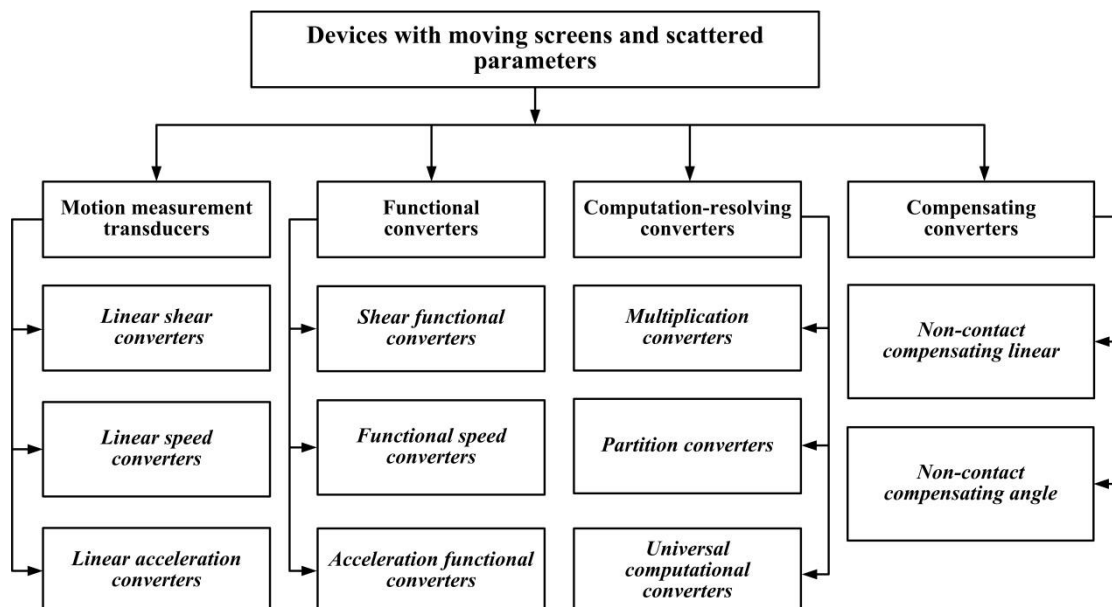 Devices with moving screens and scattered
parameters
Motion measurement
transducers
Functional
converters
Computation-resolving
converters
Compensating
converters
Linear shear
converters
Shear functional
converters
Multiplication
converters
Non-contact
compensating linear
Linear speed
converters
Functional speed
converters
Partition converters
Non-contact
compensating angle
Linear acceleration
converters
Acceleration functional
converters
Universal
computational
converters